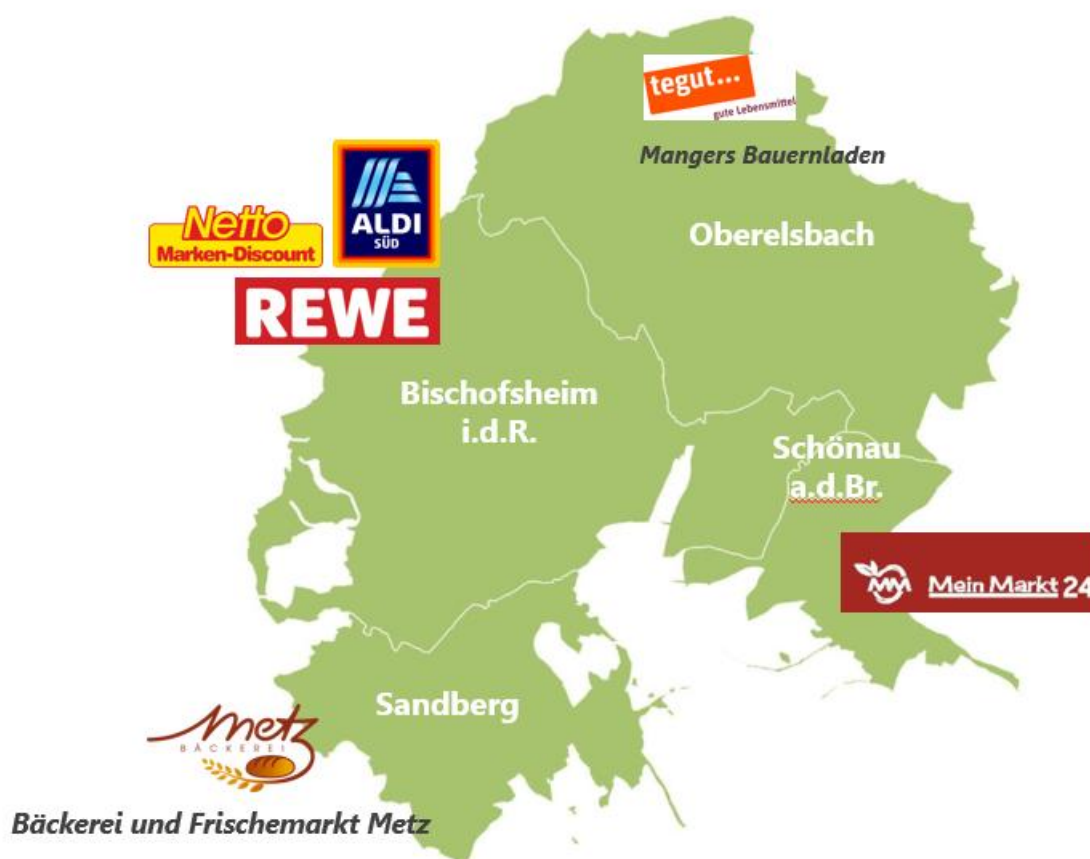 tegut...
gute Lebensmittel
Mangers Bauernladen
Oberelsbach
ALDI
SÜD
Netto
Marken-Discount
REWE
Bischofsheim
i.d.R.
Schönau
a.d.Br.
Mein Markt 24
Sandberg
Metz
BÄCKEREI
Bäckerei und Frischemarkt Metz